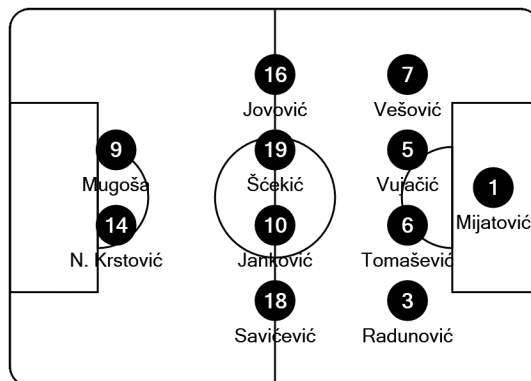 16
Jovović
7
Vešović
9
Mugoša
19
Šćekić
5
Vujačić
1
Mijatović
14
N. Krstović
10
Janković
6
Tomašević
18
Savićević
3
Radunović